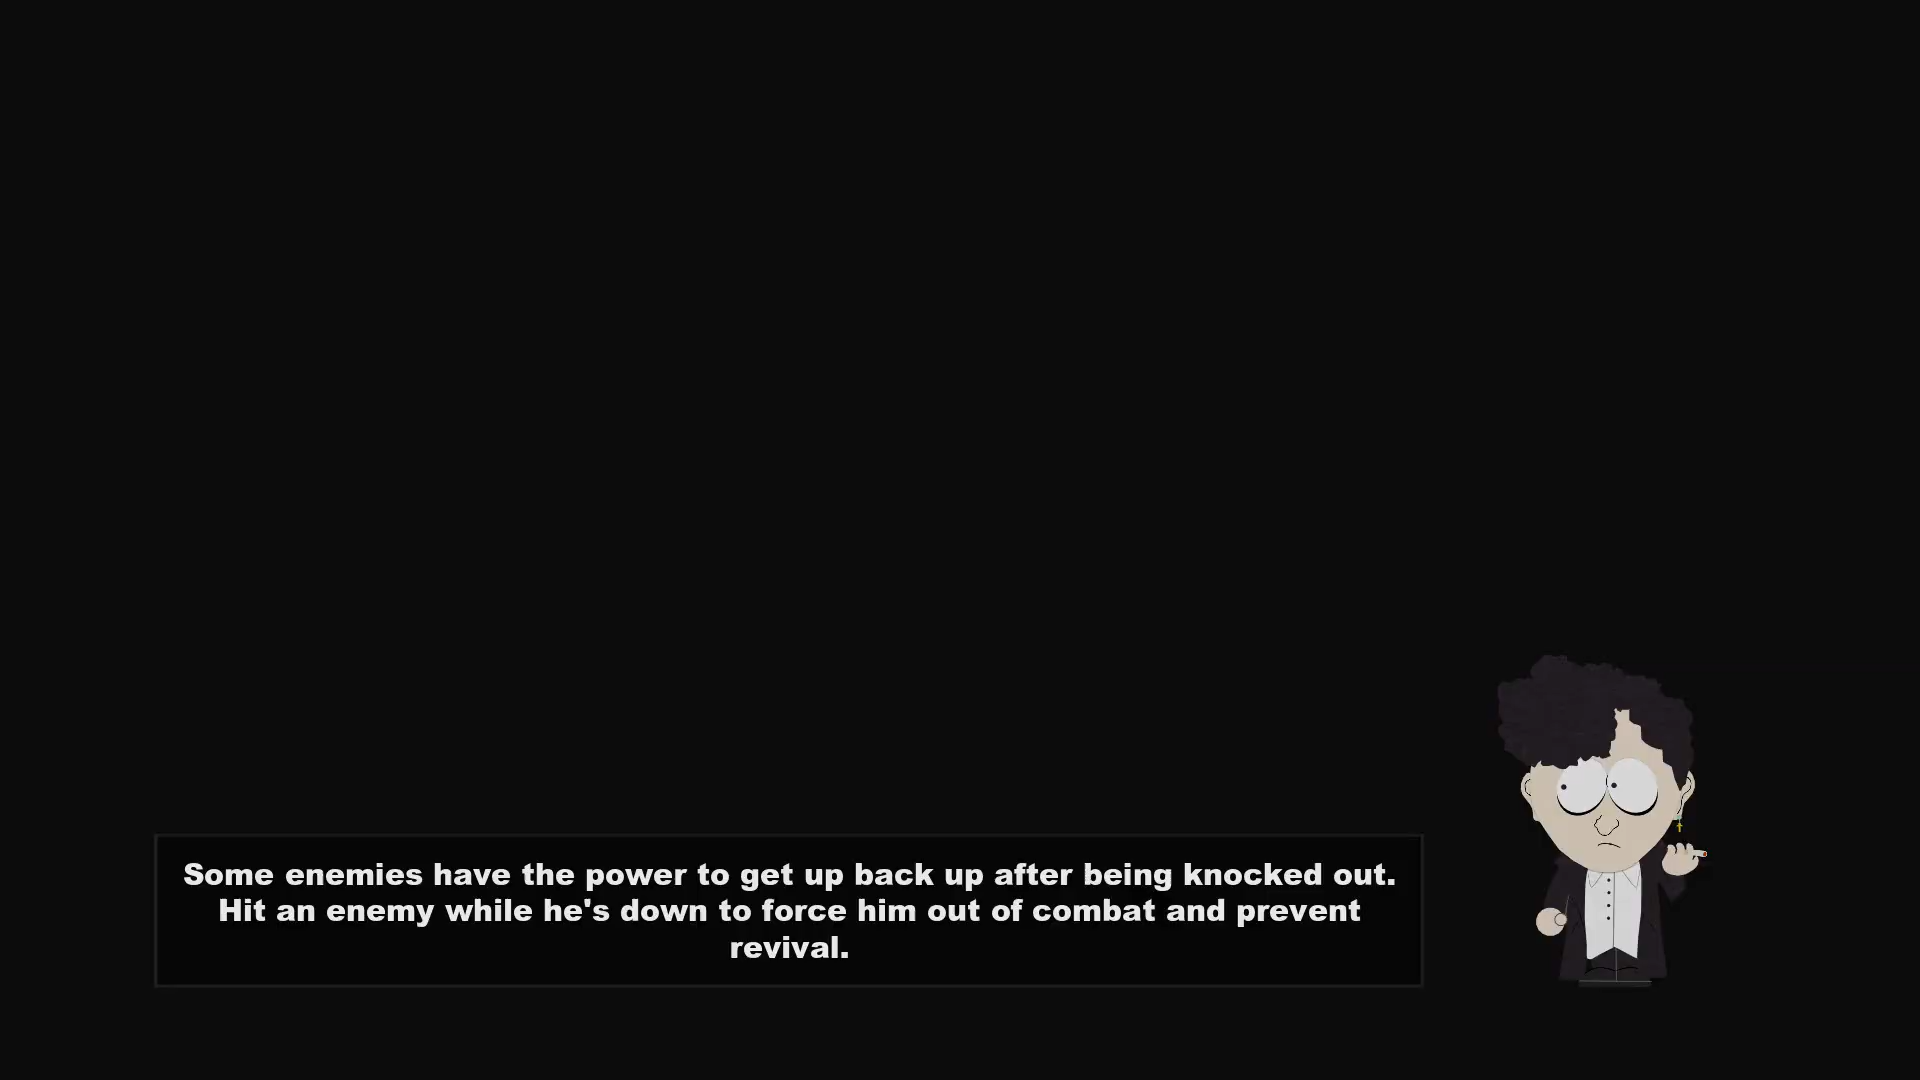 Some enemies have the power to get up back up after being knocked out.
Hit an enemy while he's down to force him out of combat and prevent
revival.